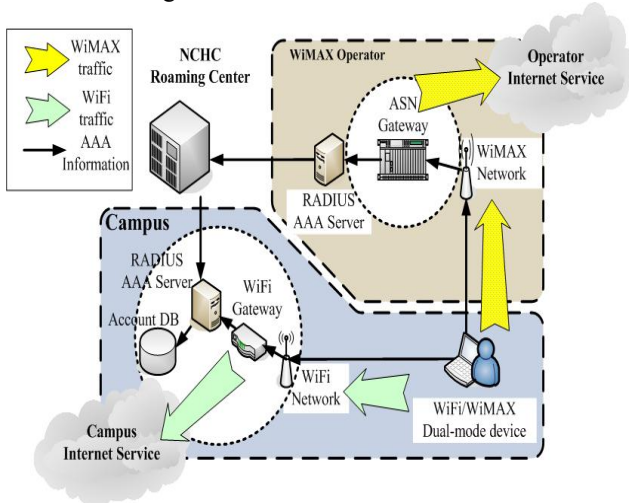 WiMAX
traffic
WiFi
traffic
AAA
Information
NCHC
Roaming Center
WiMAX Operator
Operator
Internet Service
ASN
Gateway
WiMAX
Network
RADIUS
AAA Server
Campus
RADIUS
AAA Server
WiFi
Gateway
Account DB
WiFi
Network
WiFi/WiMAX
Dual-mode device
Campus
Internet Service